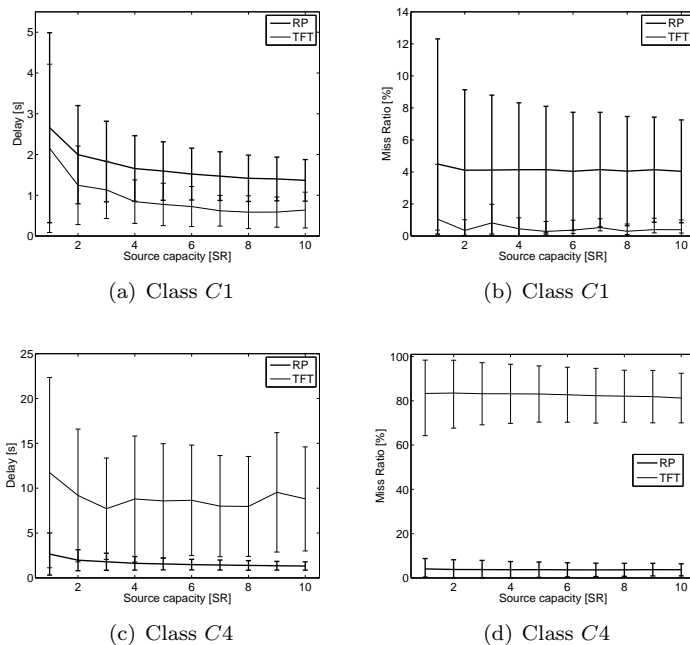 RP
TFT
Delay [s]
5
4
3
2
1
0
2
4
6
8
10
Source capacity [SR]
(a) Class C1
RP
TFT
Miss Ratio [%]
14
12
10
8
6
4
2
0
2
4
6
8
10
Source capacity [SR]
(b) Class C1
RP
TFT
Delay [s]
25
20
15
10
5
0
2
4
6
8
10
Source capacity [SR]
(c) Class C4
RP
TFT
Miss Ratio [%]
100
80
60
40
20
0
2
4
6
8
10
Source capacity [SR]
(d) Class C4